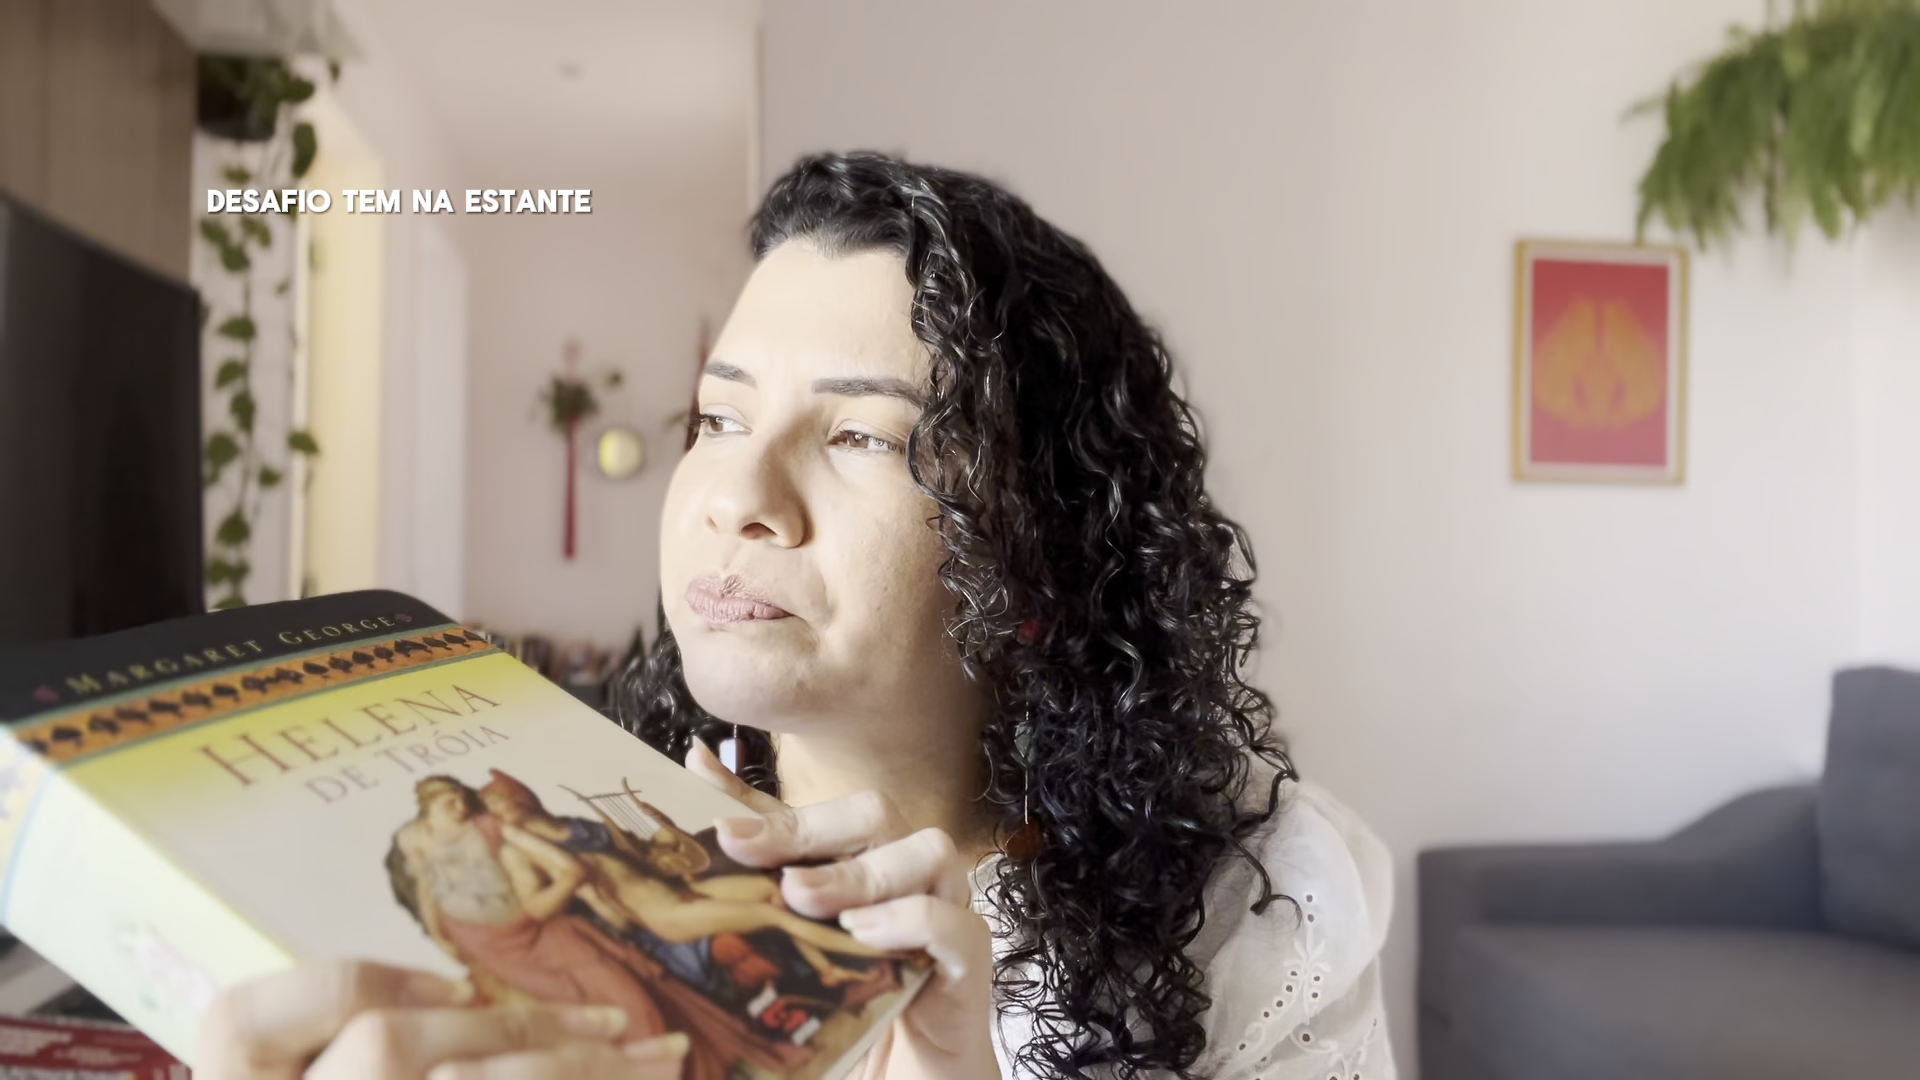 DESAFIO TEM NA ESTANTE
MARGARET GEORGE
HELENA
DE TRÓIA